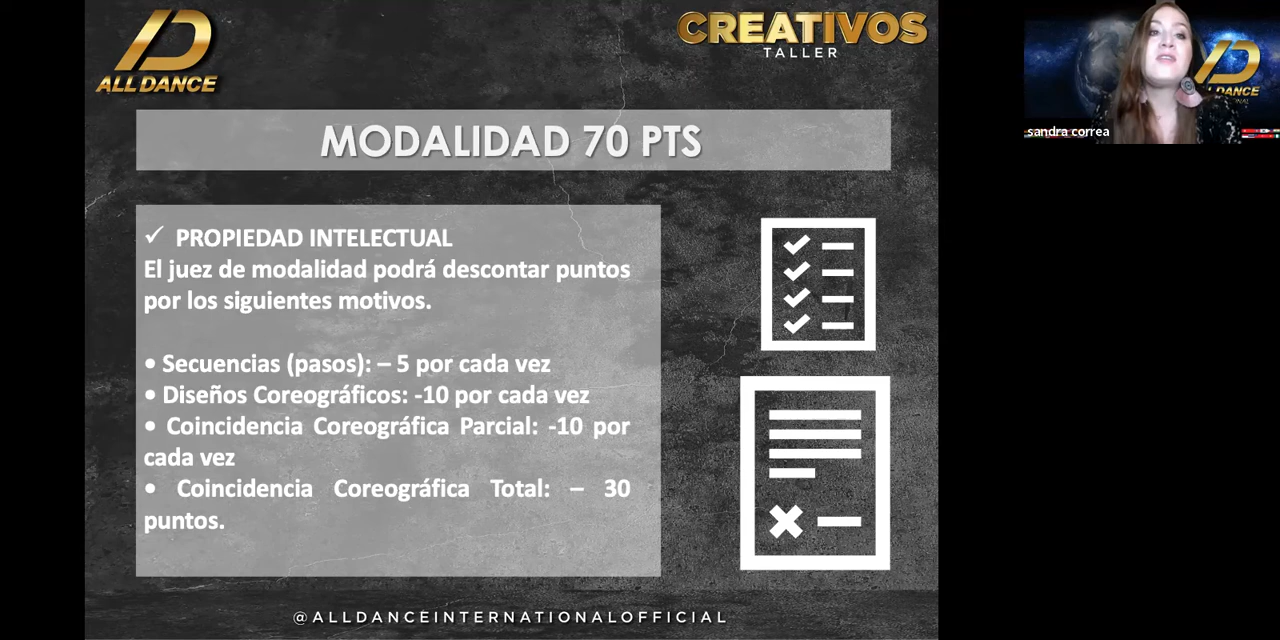 ALL DANCE
CREATIVOS
TALLER
MODALIDAD 70 PTS
✓ PROPIEDAD INTELECTUAL
El juez de modalidad podrá descontar puntos
por los siguientes motivos.
• Secuencias (pasos): – 5 por cada vez
• Diseños Coreográficos: -10 por cada vez
• Coincidencia Coreográfica Parcial: -10 por
cada vez
• Coincidencia Coreográfica Total: – 30
puntos.
@ALLDANCEINTERNATIONALOFFICIAL
sandra correa